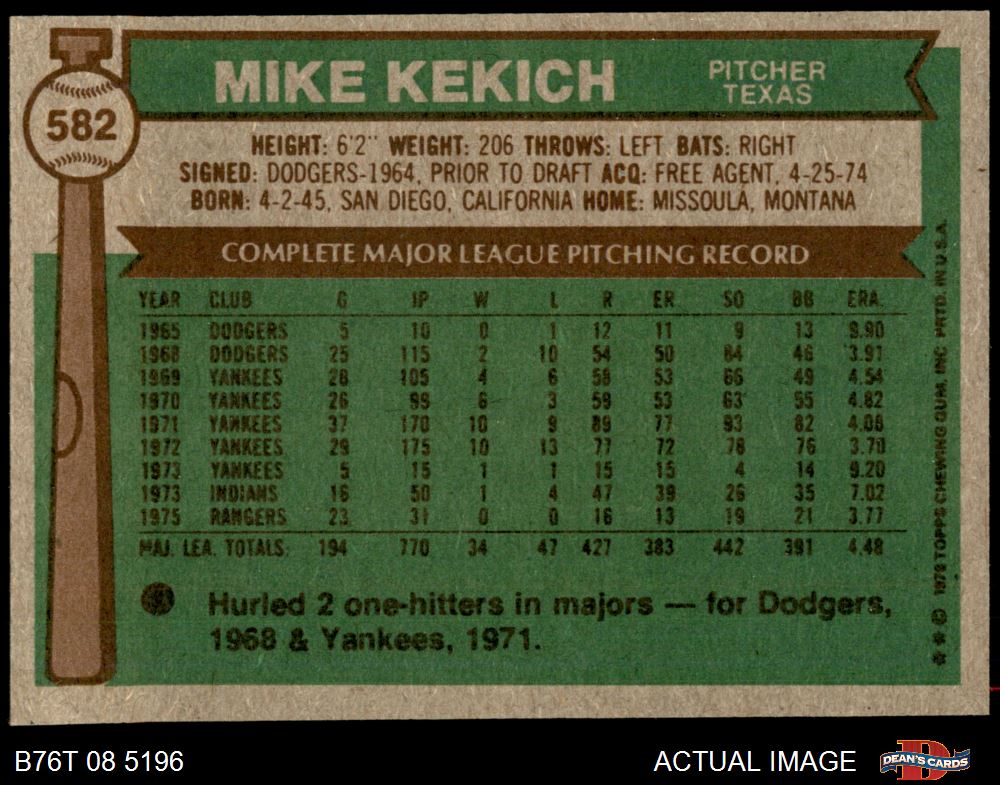 582
MIKE KEKICH
PITCHER
TEXAS
HEIGHT: 6'2" WEIGHT: 206 THROWS: LEFT BATS: RIGHT
SIGNED: DODGERS-1964, PRIOR TO DRAFT ACQ: FREE AGENT, 4-25-74
BORN: 4-2-45, SAN DIEGO, CALIFORNIA HOME: MISSOULA, MONTANA
COMPLETE MAJOR LEAGUE PITCHING RECORD
YEAR CLUB G IP W L R ER SO BB ERA.
1965 DODGERS 5 10 0 1 12 11 9 13 9.90
1968 DODGERS 25 115 2 10 54 50 84 46 3.91
1969 YANKEES 28 105 4 6 58 53 66 49 4.54
1970 YANKEES 26 99 6 3 59 53 63 55 4.82
1971 YANKEES 37 170 10 9 89 77 93 82 4.08
1972 YANKEES 29 175 10 13 77 72 78 76 3.70
1973 YANKEES 5 15 1 1 15 15 4 14 9.20
1973 INDIANS 16 50 1 4 47 39 26 35 7.02
1975 RANGERS 23 31 0 0 16 13 19 21 3.77
MAJ. LEA. TOTALS: 194 770 34 47 427 383 442 391 4.48
Hurled 2 one-hitters in majors — for Dodgers,
1968 & Yankees, 1971.
* * © 1976 TOPPS CHEWING GUM, INC. PRTD. IN U.S.A.
B76T 08 5196
ACTUAL IMAGE
D
DEAN'S CARDS